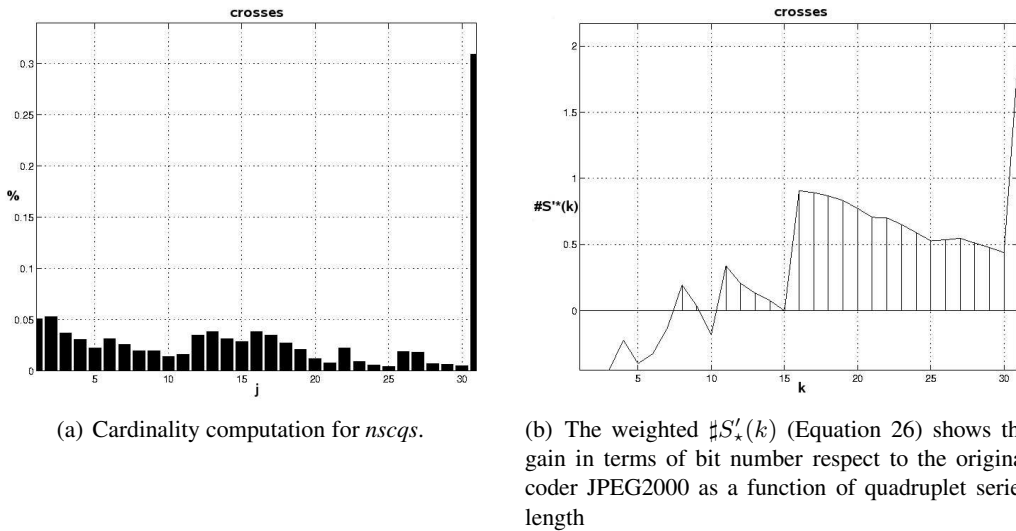 crosses
0.3
0.25
0.2
%
0.15
0.1
0.05
0
5 10 15 20 25 30
j
(a) Cardinality computation for nscqs.
crosses
2
1.5
1
#S'*(k)
0.5
0
5 10 15 20 25 30
k
(b) The weighted ♯S′⋆(k) (Equation 26) shows th
gain in terms of bit number respect to the origina
coder JPEG2000 as a function of quadruplet serie
length